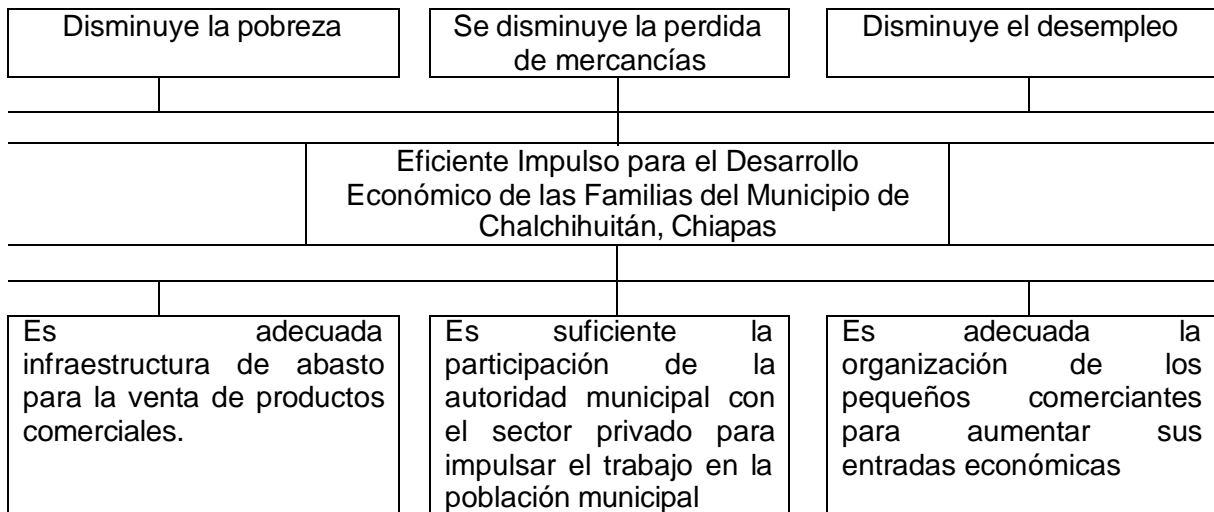 Disminuye la pobreza
Se disminuye la perdida
de mercancías
Disminuye el desempleo
Eficiente Impulso para el Desarrollo
Económico de las Familias del Municipio de
Chalchihuitán, Chiapas
Es adecuada
infraestructura de abasto
para la venta de productos
comerciales.
Es suficiente la
participación de la
autoridad municipal con
el sector privado para
impulsar el trabajo en la
población municipal
Es adecuada la
organización de los
pequeños comerciantes
para aumentar sus
entradas económicas